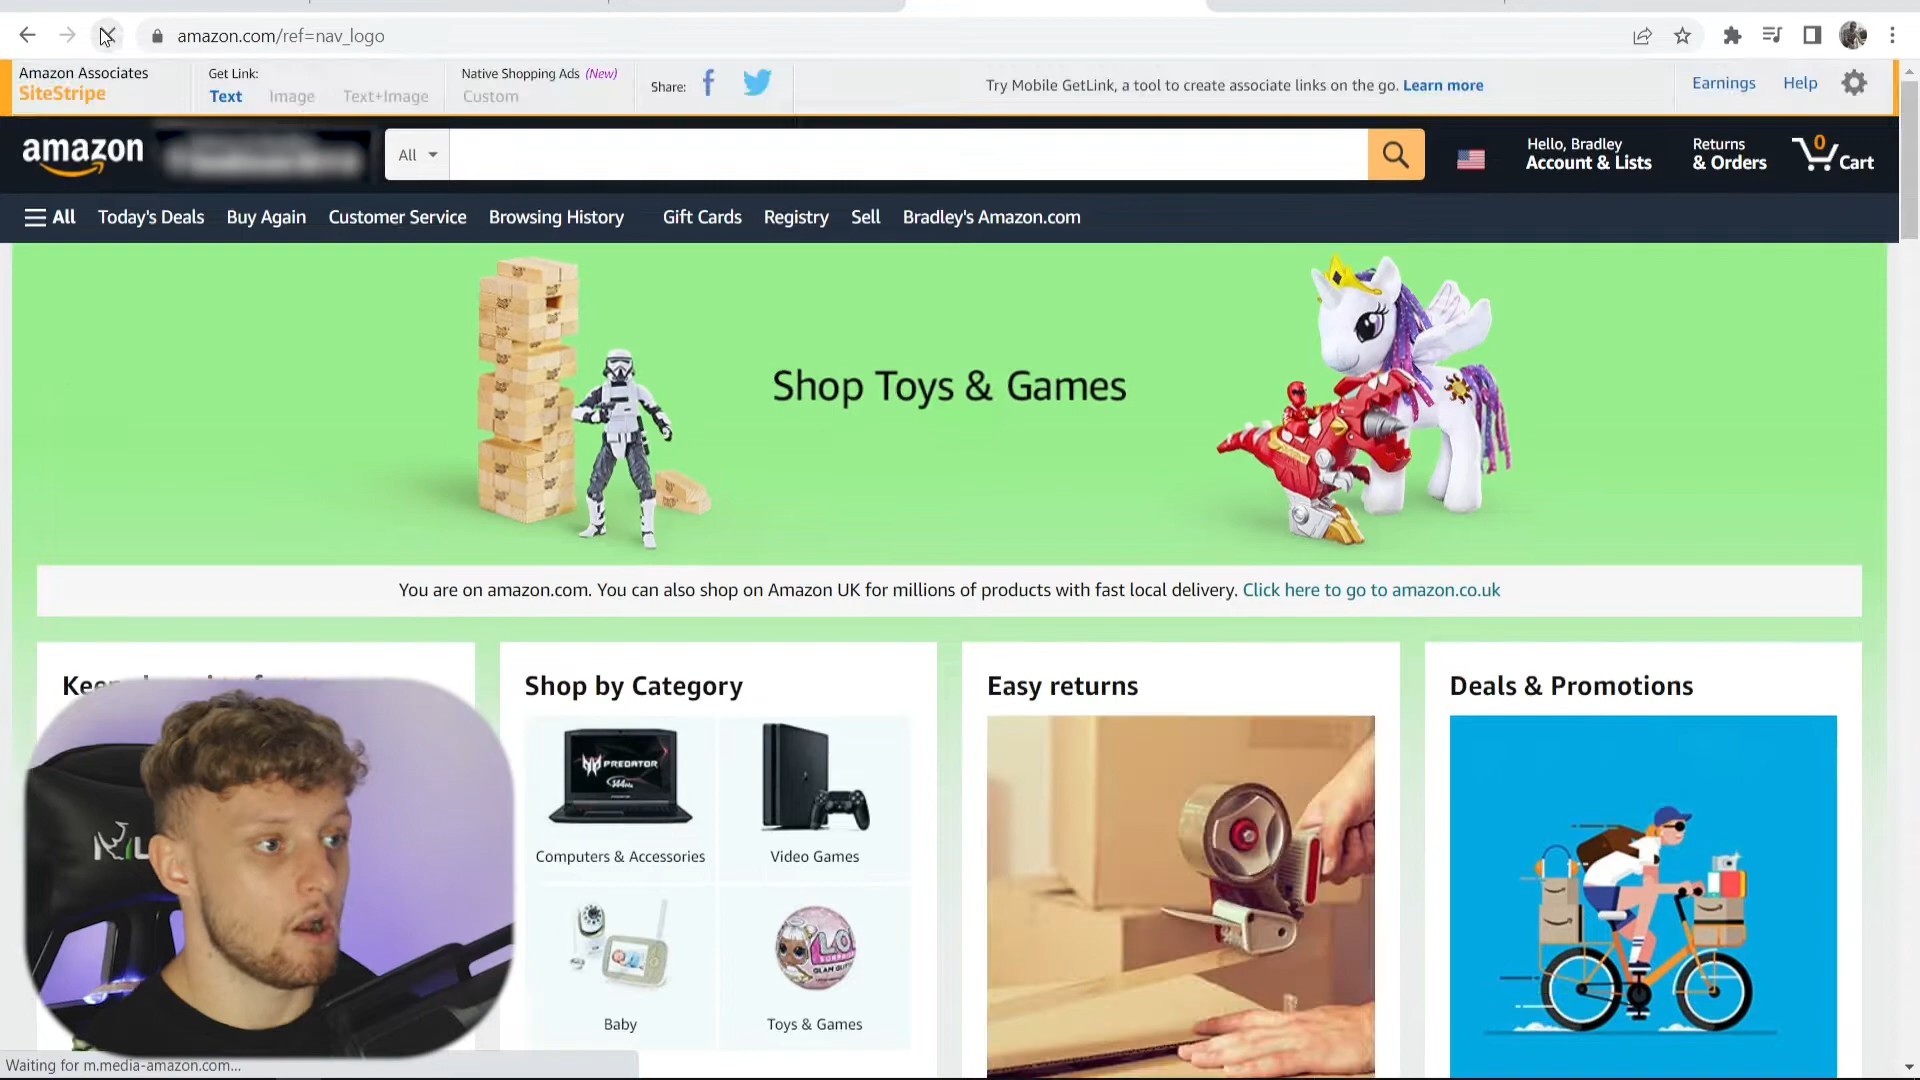 amazon.com/ref=nav_logo
Amazon Associates
SiteStripe
Get Link:
Text Image Text+Image
Native Shopping Ads (New)
Custom
Share:
Try Mobile GetLink, a tool to create associate links on the go. Learn more
Earnings Help
amazon
All
Hello, Bradley
Account & Lists
Returns
& Orders
0
Cart
All Today's Deals Buy Again Customer Service Browsing History Gift Cards Registry Sell Bradley's Amazon.com
Shop Toys & Games
You are on amazon.com. You can also shop on Amazon UK for millions of products with fast local delivery. Click here to go to amazon.co.uk
Shop by Category
PREDATOR
Computers & Accessories
Video Games
Baby
L.O.L
SURPRISE
Toys & Games
Easy returns
Deals & Promotions
Waiting for m.media-amazon.com...